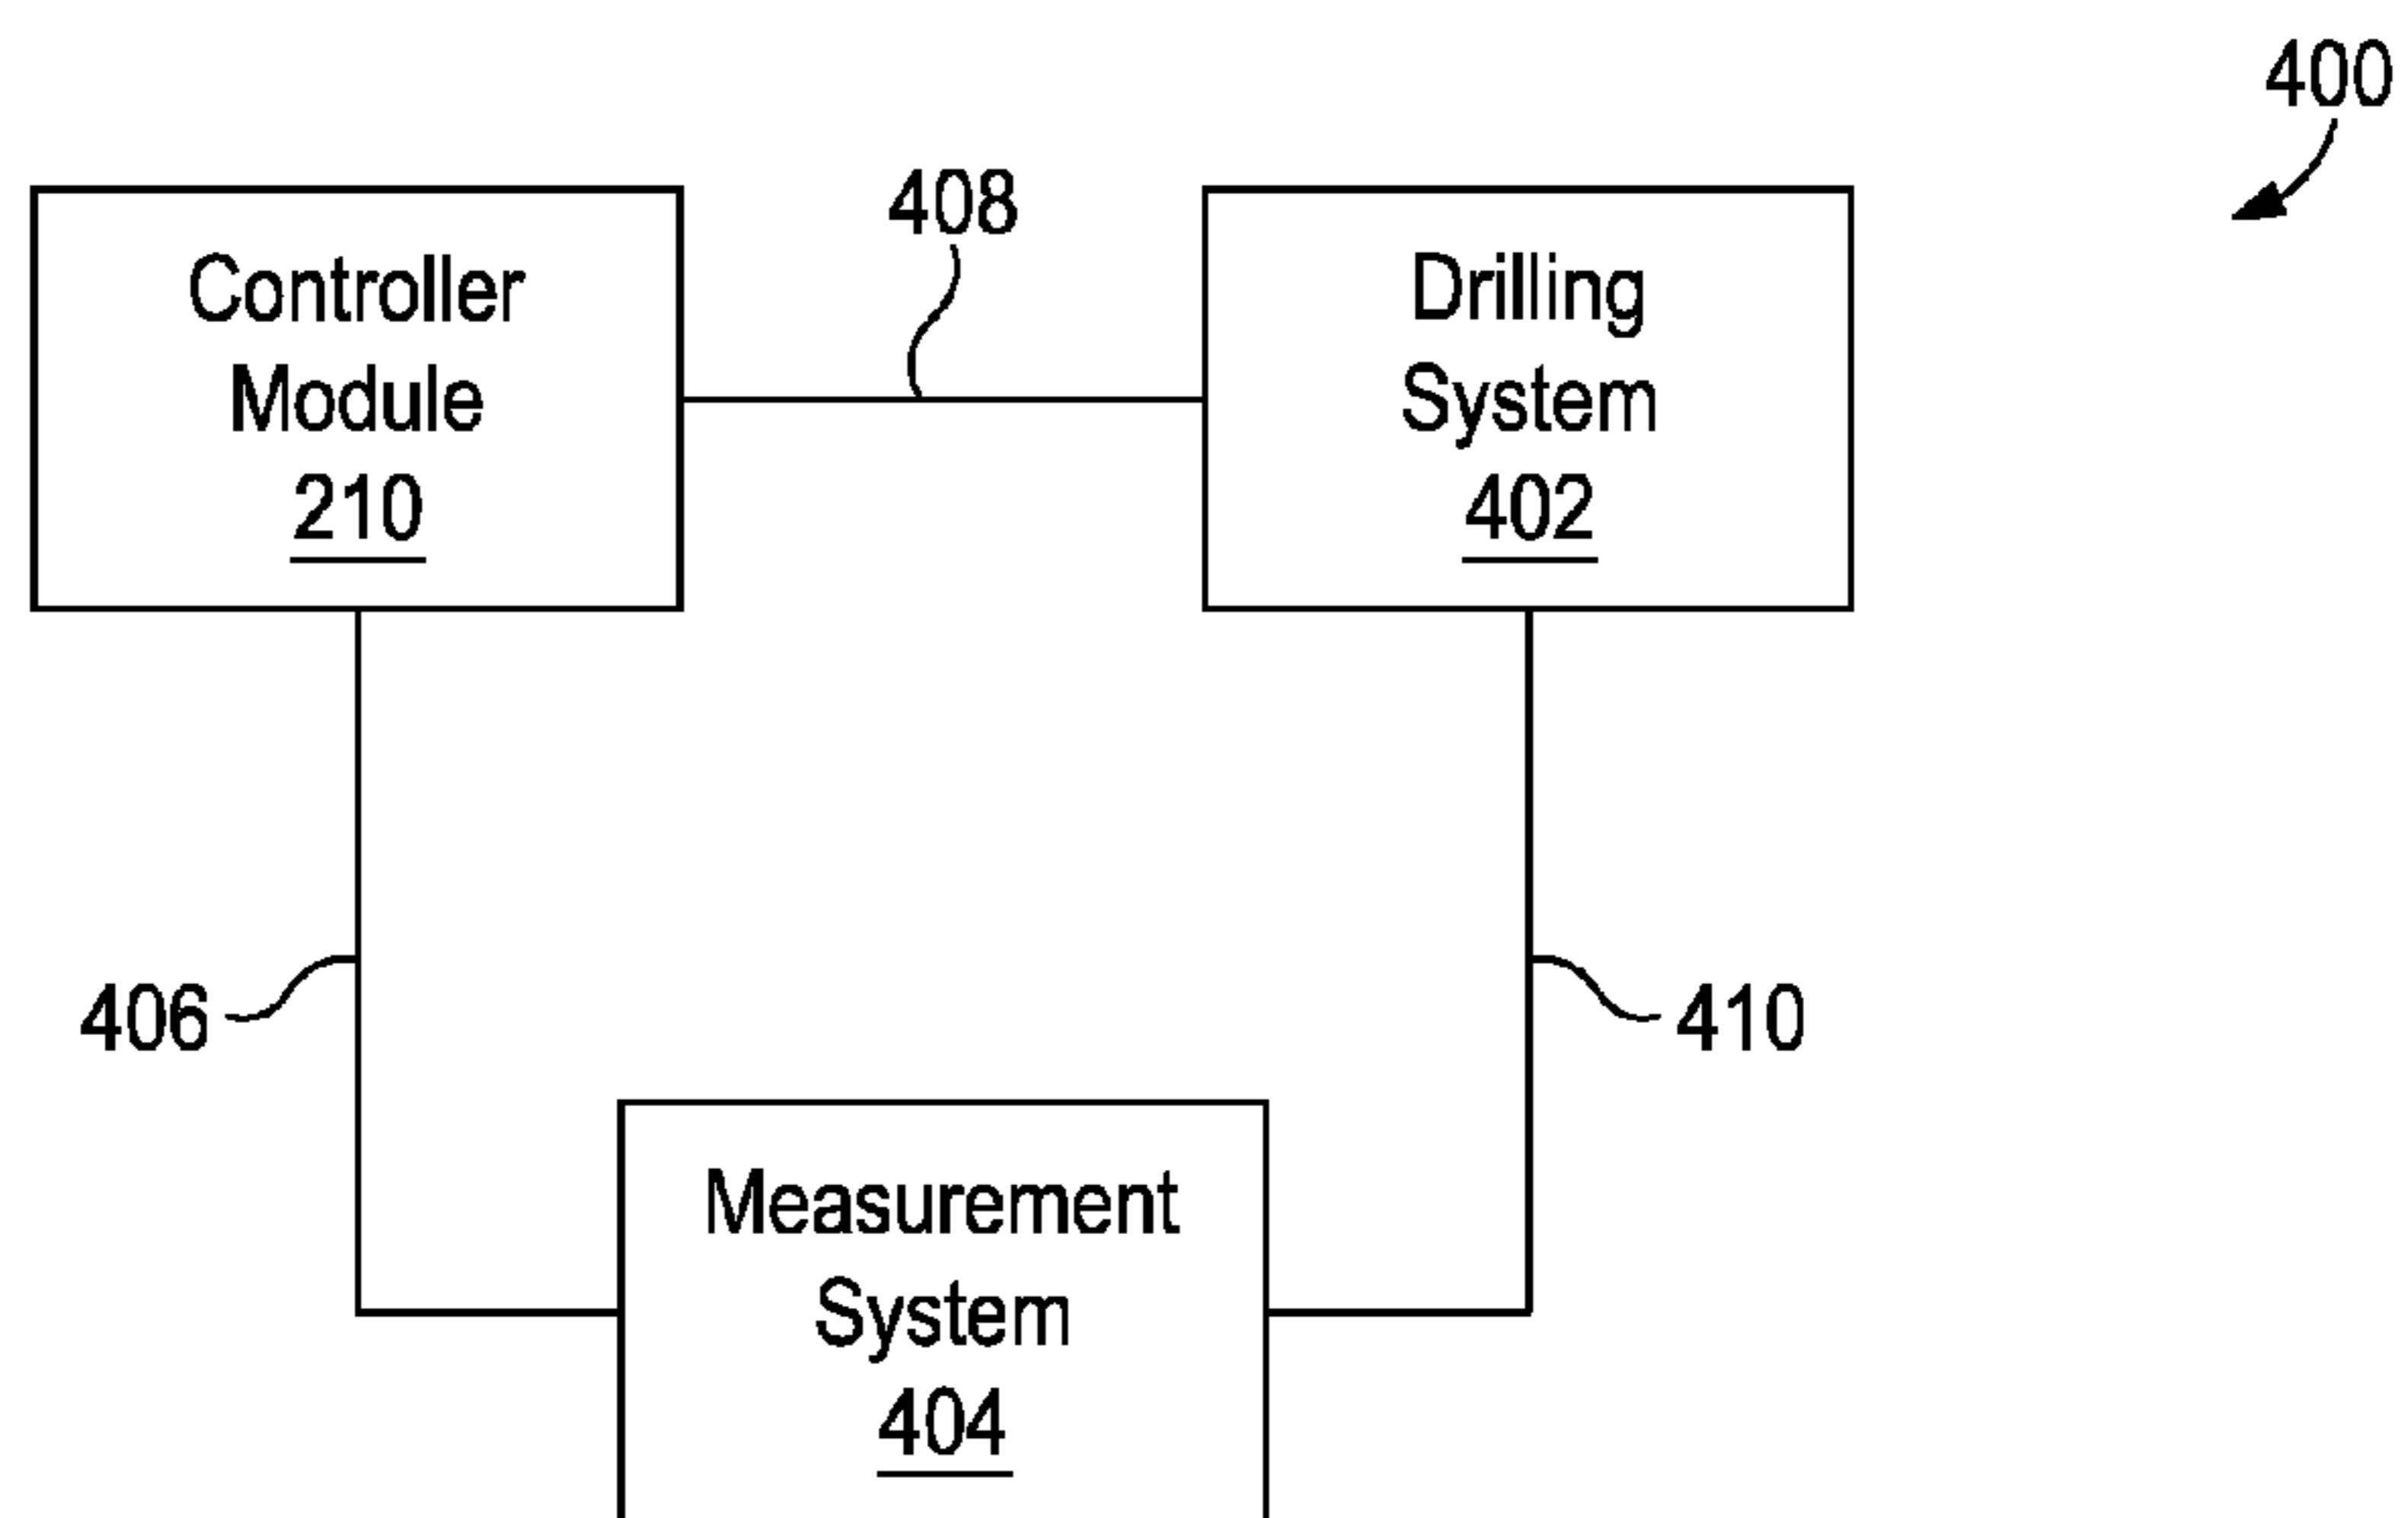 400
408
Controller
Module
210
Drilling
System
402
406
410
Measurement
System
404